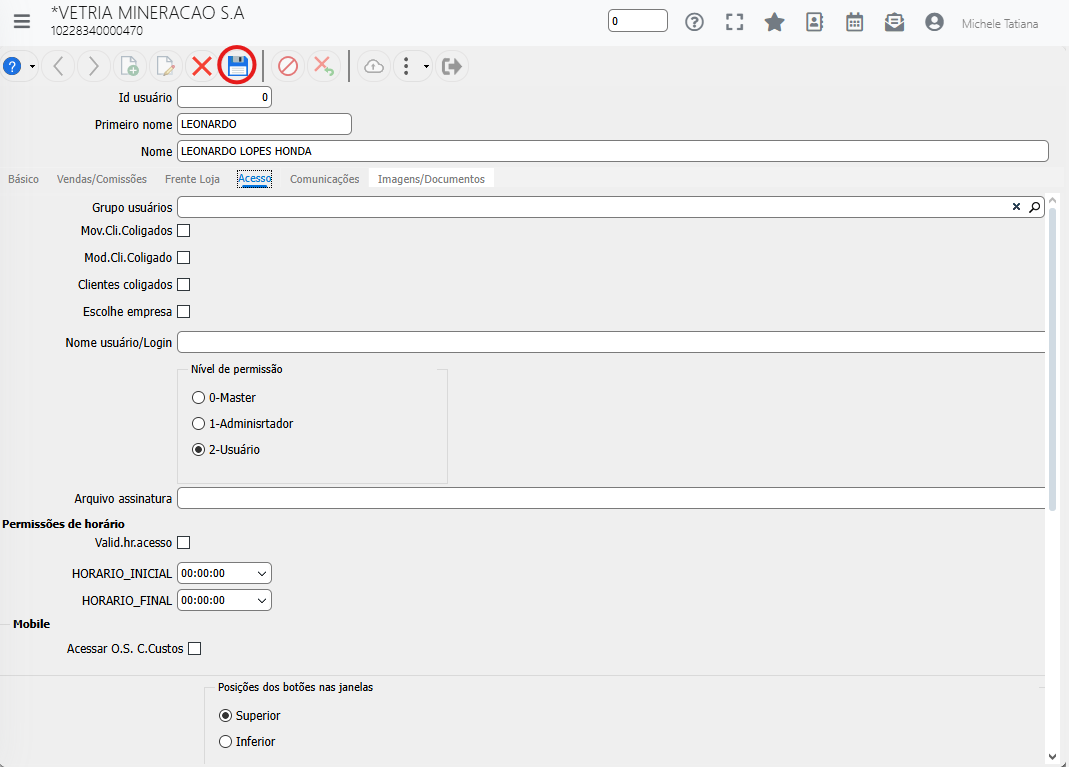 *VETRIA MINERACAO S.A
10228340000470
0
Michele Tatiana
Id usuário 0
Primeiro nome LEONARDO
Nome LEONARDO LOPES HONDA
Básico Vendas/Comissões Frente Loja Acesso Comunicações Imagens/Documentos
Grupo usuários
Mov.Cli.Coligados
Mod.Cli.Coligado
Clientes coligados
Escolhe empresa
Nome usuário/Login
Nível de permissão
0-Master
1-Adminisrtador
2-Usuário
Arquivo assinatura
Permissões de horário
Valid.hr.acesso
HORARIO_INICIAL 00:00:00
HORARIO_FINAL 00:00:00
Mobile
Acessar O.S. C.Custos
Posições dos botões nas janelas
Superior
Inferior